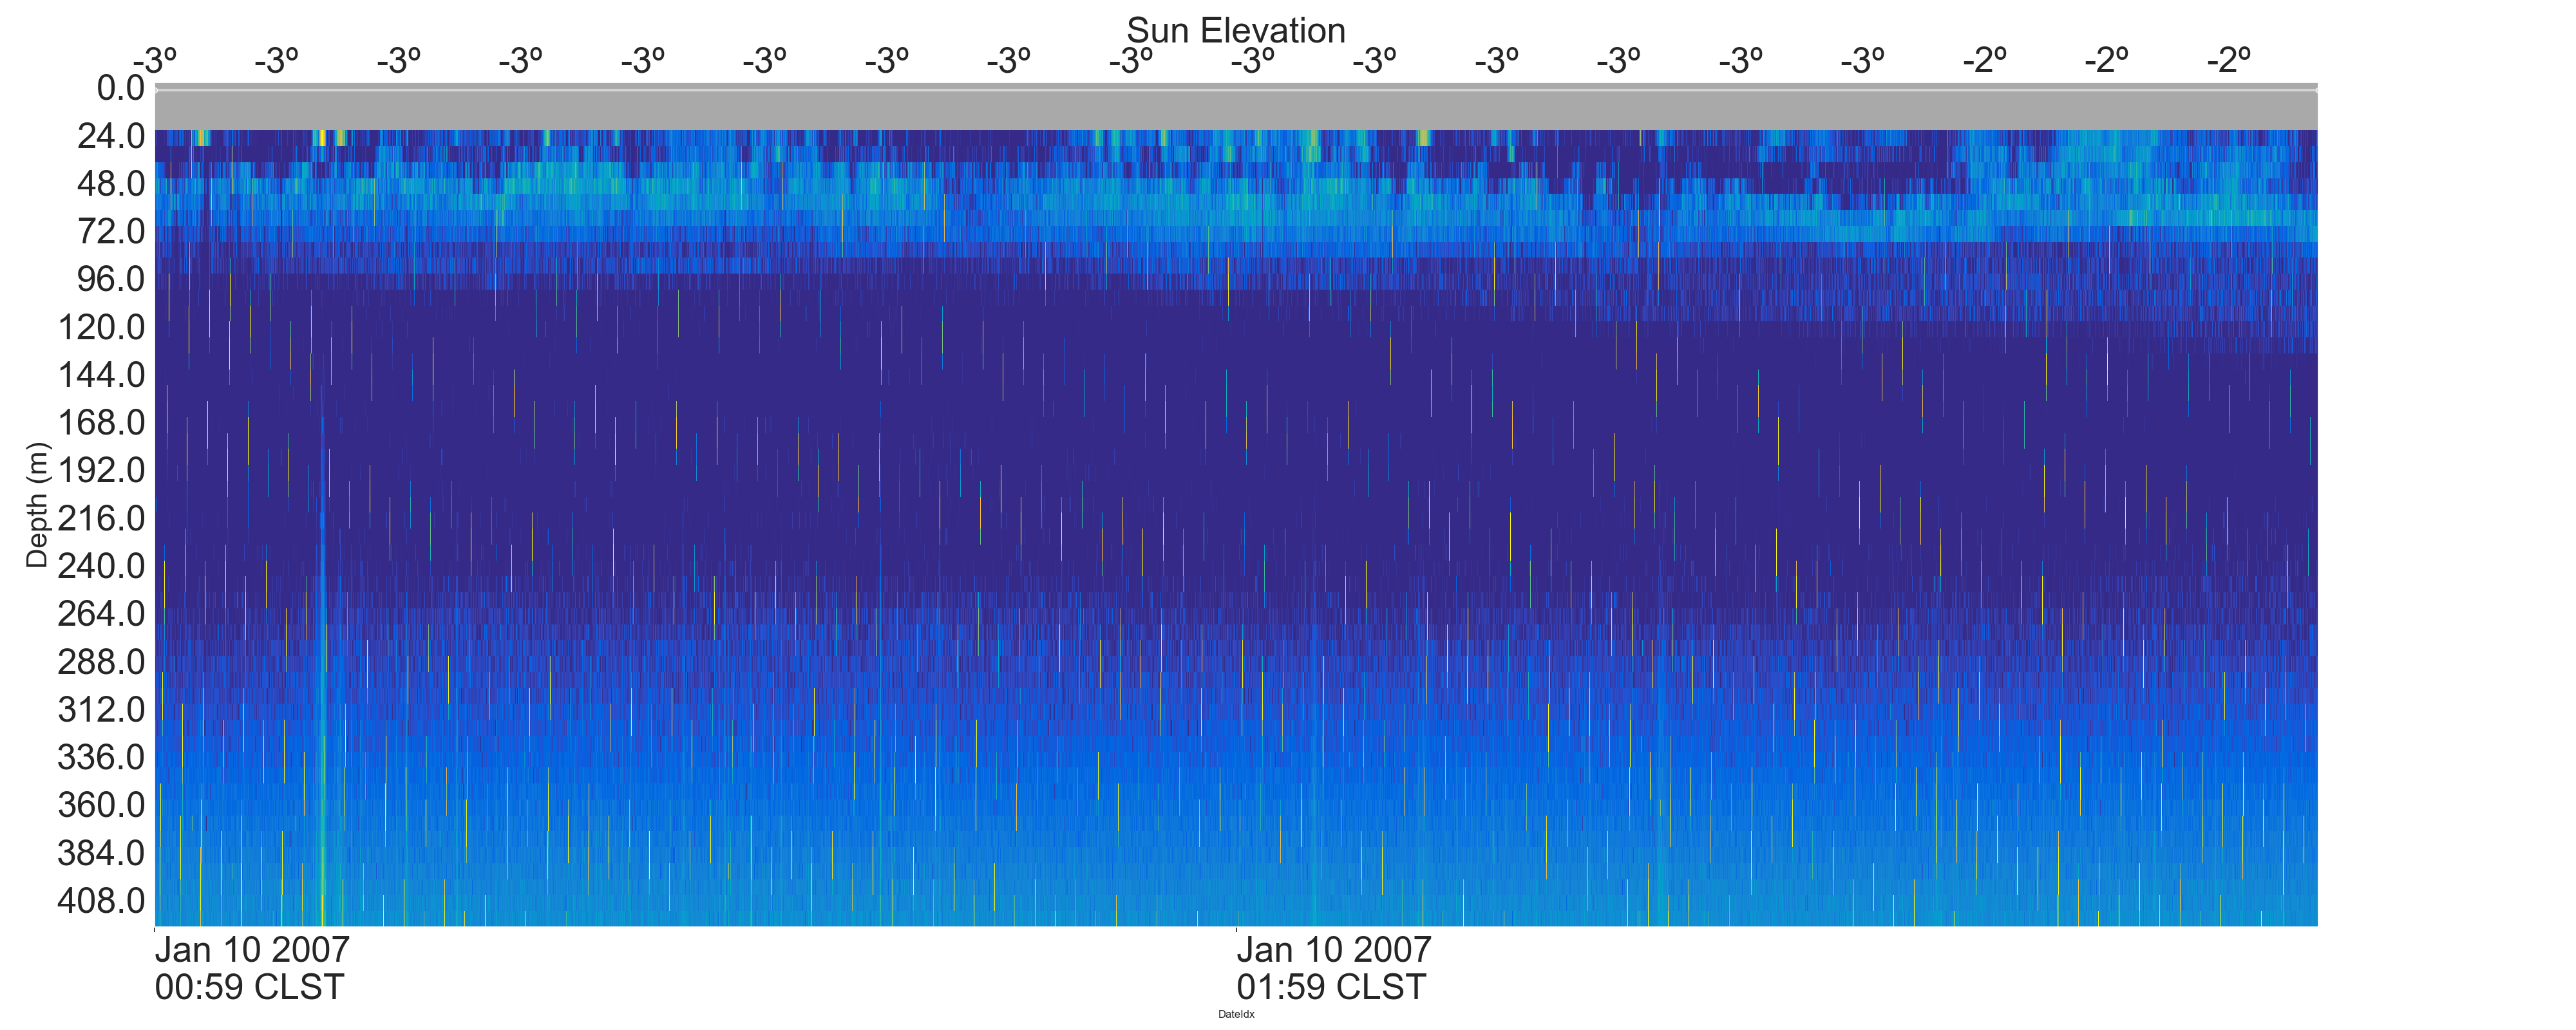 Sun Elevation
-3º -3º -3º -3º -3º -3º -3º -3º -3º -3º -3º -3º -3º -3º -3º -2º -2º -2º
0.0
24.0
48.0
72.0
96.0
120.0
144.0
168.0
192.0
216.0
240.0
264.0
288.0
312.0
336.0
360.0
384.0
408.0
Depth (m)
Jan 10 2007
00:59 CLST
Jan 10 2007
01:59 CLST
DateIdx